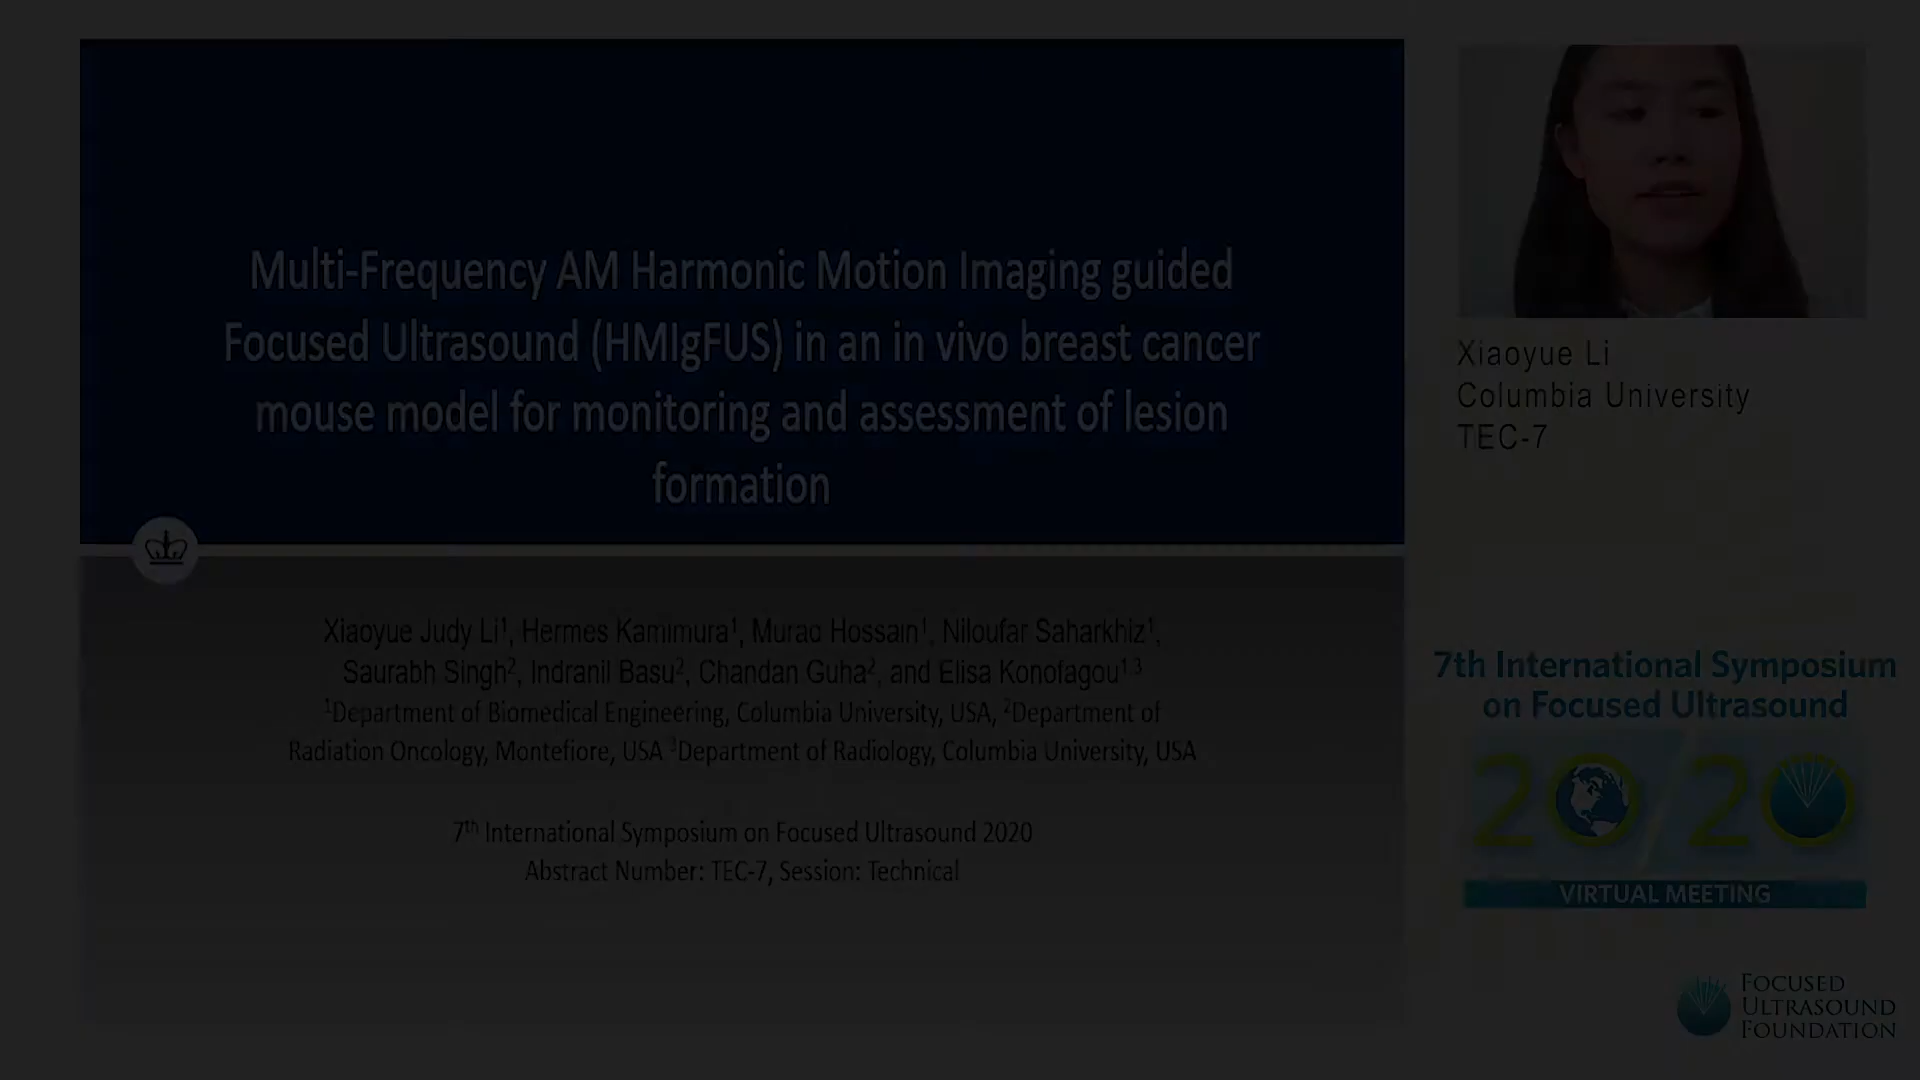 Multi-Frequency AM Harmonic Motion Imaging guided
Focused Ultrasound (HMIgFUS) in an in vivo breast cancer
mouse model for monitoring and assessment of lesion
formation
Xiaoyue Judy Li¹, Hermes Kamimura¹, Murad Hossain¹, Niloufar Saharkhiz¹,
Saurabh Singh², Indranil Basu², Chandan Guha², and Elisa Konofagou¹·³
¹Department of Biomedical Engineering, Columbia University, USA, ²Department of
Radiation Oncology, Montefiore, USA ³Department of Radiology, Columbia University, USA
7th International Symposium on Focused Ultrasound 2020
Abstract Number: TEC-7, Session: Technical
Xiaoyue Li
Columbia University
TEC-7
7th International Symposium
on Focused Ultrasound
2020
VIRTUAL MEETING
FOCUSED
ULTRASOUND
FOUNDATION